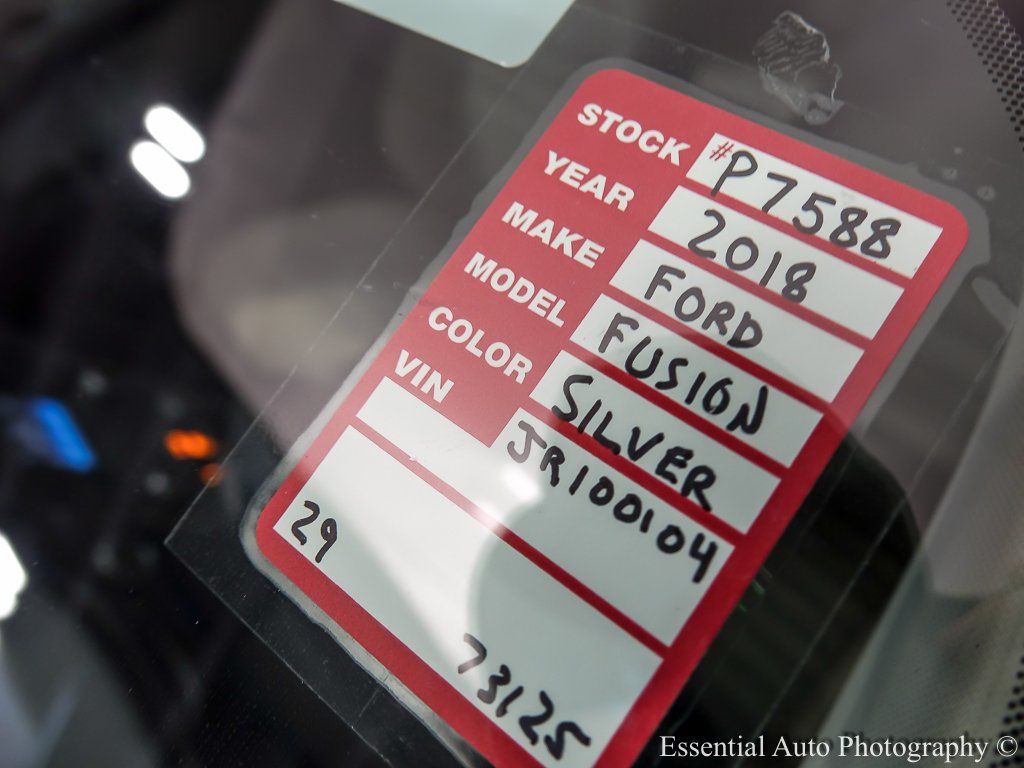 STOCK #P7588
YEAR 2018
MAKE FORD
MODEL FUSION
COLOR SILVER
VIN JR100104
29
73125
Essential Auto Photography ©